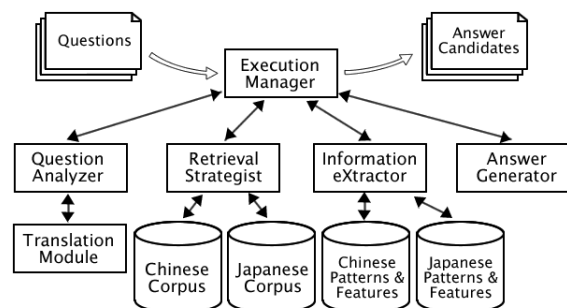 Questions
Answer
Candidates
Execution
Manager
Question
Analyzer
Retrieval
Strategist
Information
eXtractor
Answer
Generator
Translation
Module
Chinese
Corpus
Japanese
Corpus
Chinese
Patterns &
Features
Japanese
Patterns &
Features